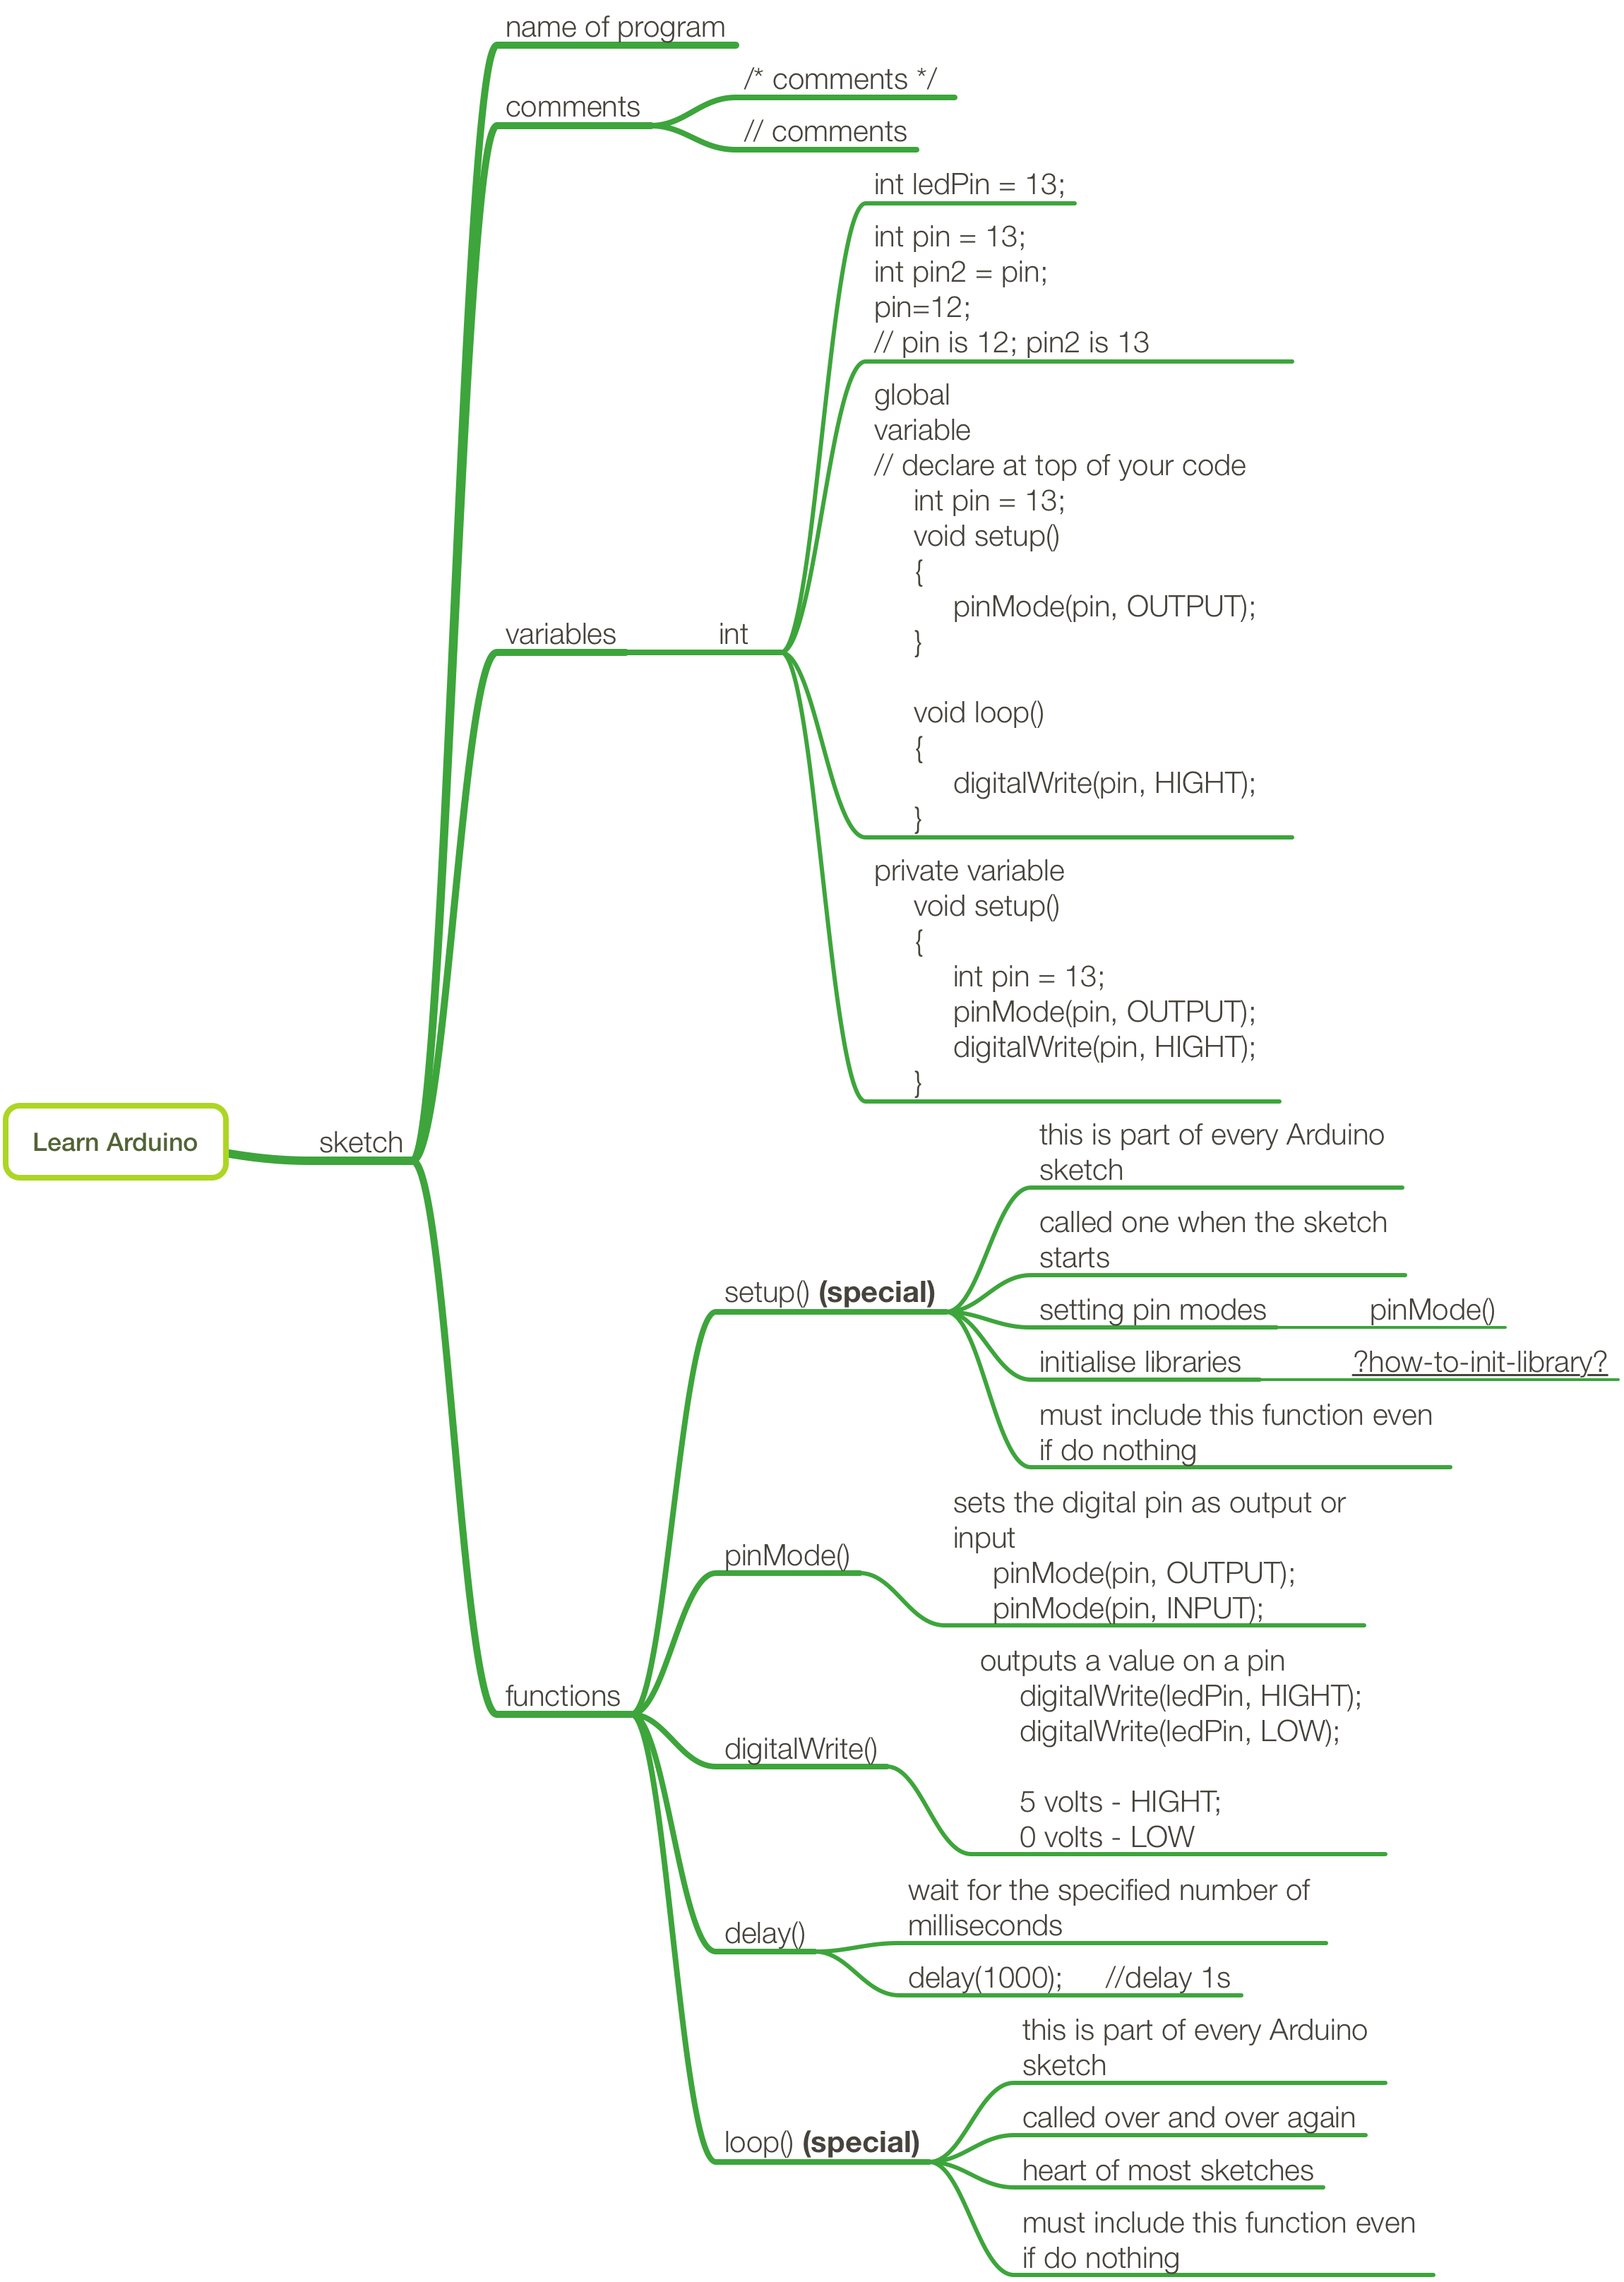 name of program
comments
/* comments */
// comments
variables
int
int ledPin = 13;
int pin = 13;
int pin2 = pin;
pin=12;
// pin is 12; pin2 is 13
global
variable
// declare at top of your code
int pin = 13;
void setup()
{
pinMode(pin, OUTPUT);
}
void loop()
{
digitalWrite(pin, HIGHT);
}
private variable
void setup()
{
int pin = 13;
pinMode(pin, OUTPUT);
digitalWrite(pin, HIGHT);
}
Learn Arduino
sketch
functions
setup() (special)
this is part of every Arduino
sketch
called one when the sketch
starts
setting pin modes
pinMode()
initialise libraries
?how-to-init-library?
must include this function even
if do nothing
pinMode()
sets the digital pin as output or
input
pinMode(pin, OUTPUT);
pinMode(pin, INPUT);
digitalWrite()
outputs a value on a pin
digitalWrite(ledPin, HIGHT);
digitalWrite(ledPin, LOW);
5 volts - HIGHT;
0 volts - LOW
delay()
wait for the specified number of
milliseconds
delay(1000); //delay 1s
loop() (special)
this is part of every Arduino
sketch
called over and over again
heart of most sketches
must include this function even
if do nothing